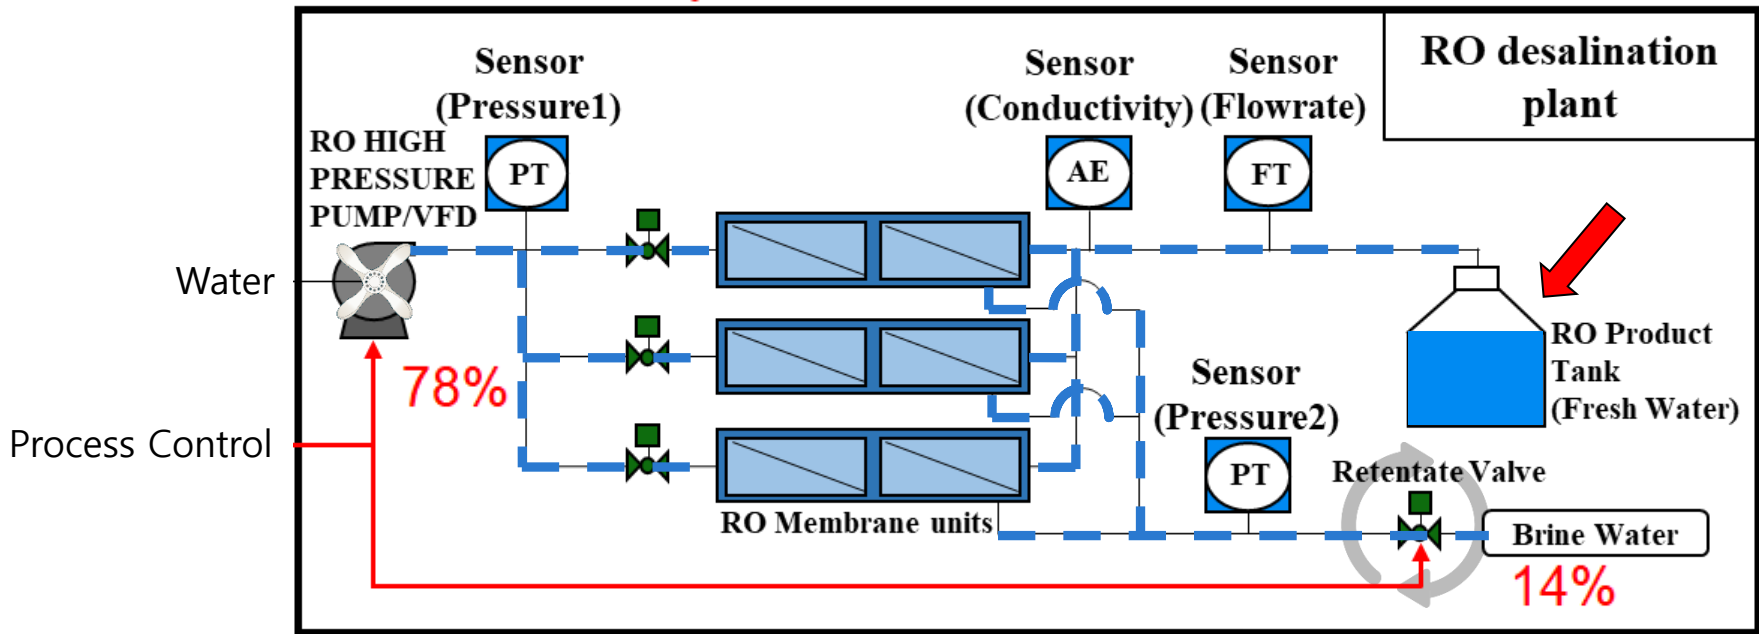 RO desalination
plant
Sensor
(Pressure1)
Sensor
(Conductivity)
Sensor
(Flowrate)
RO HIGH
PRESSURE
PUMP/VFD
PT
AE
FT
Water
78%
Process Control
RO Product
Tank
(Fresh Water)
Sensor
(Pressure2)
PT
Retentate Valve
RO Membrane units
Brine Water
14%